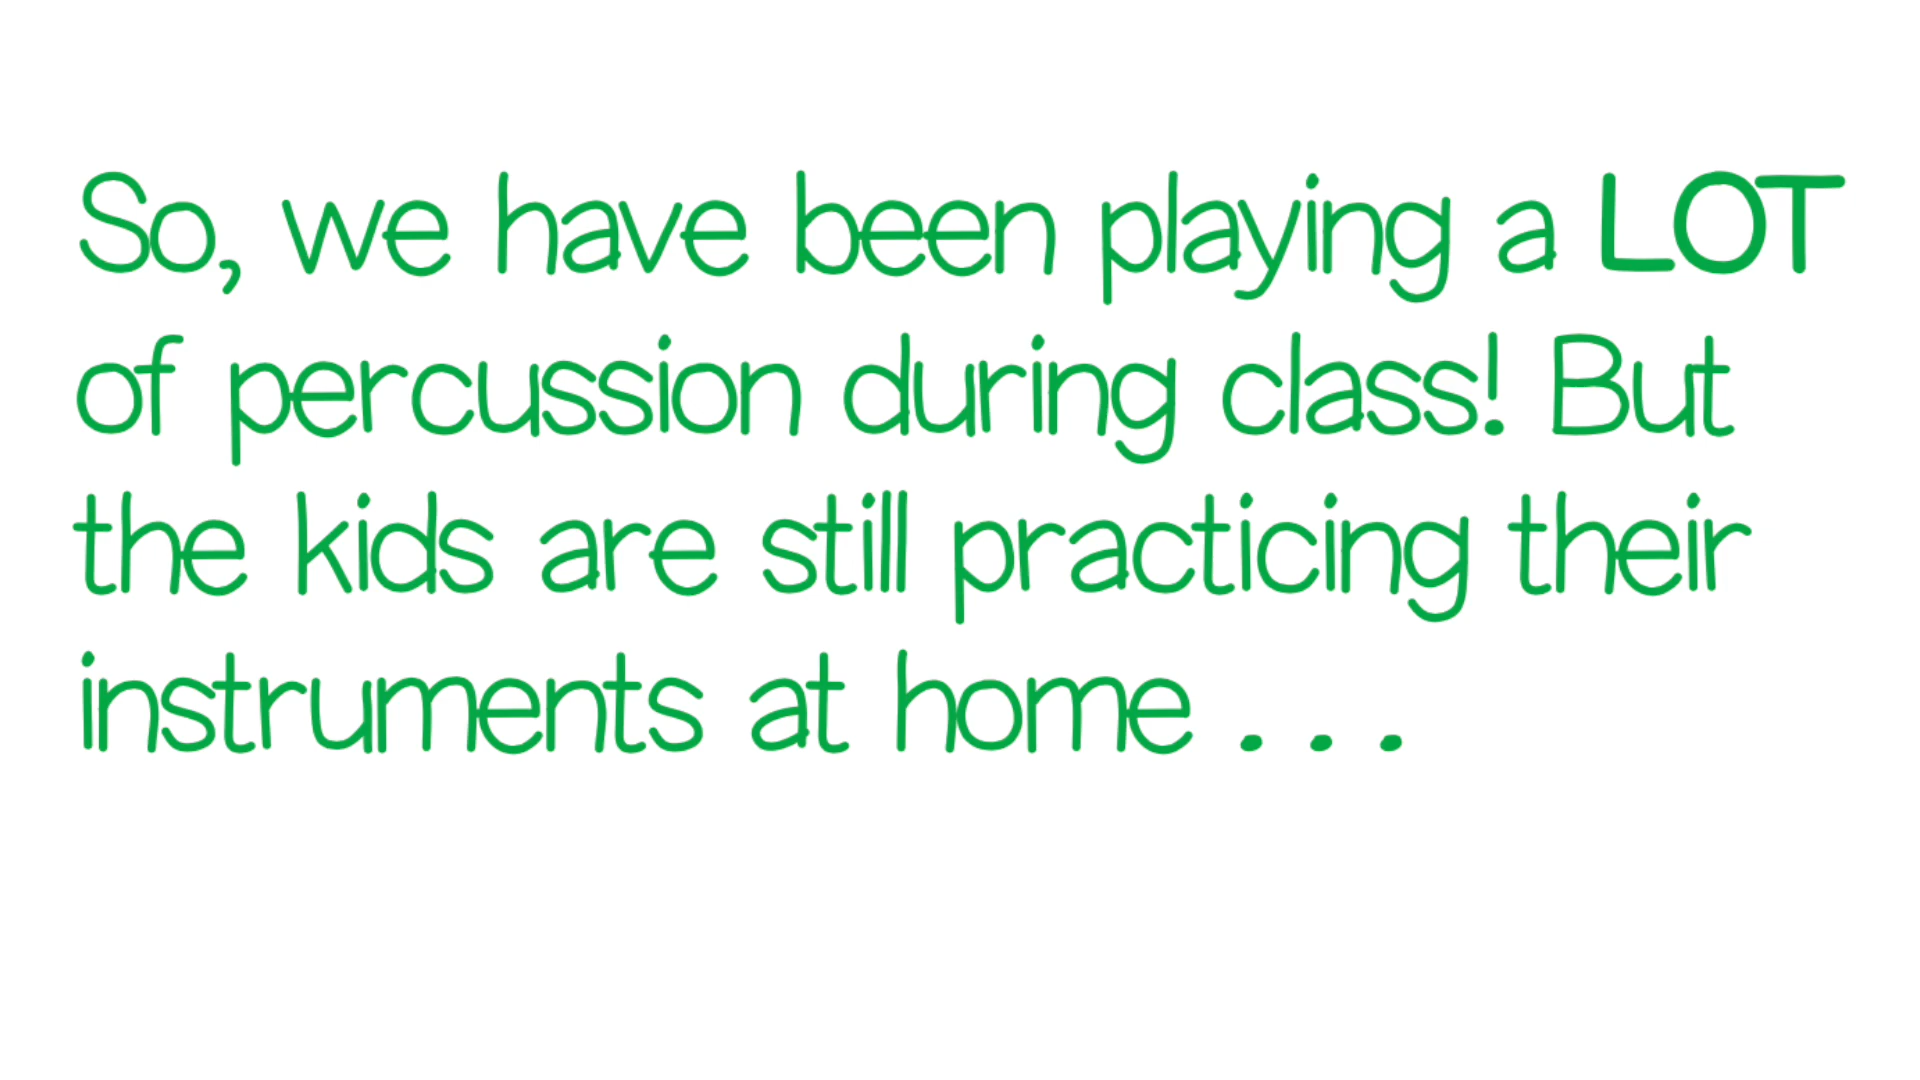 So, we have been playing a LOT
of percussion during class! But
the kids are still practicing their
instruments at home . . .